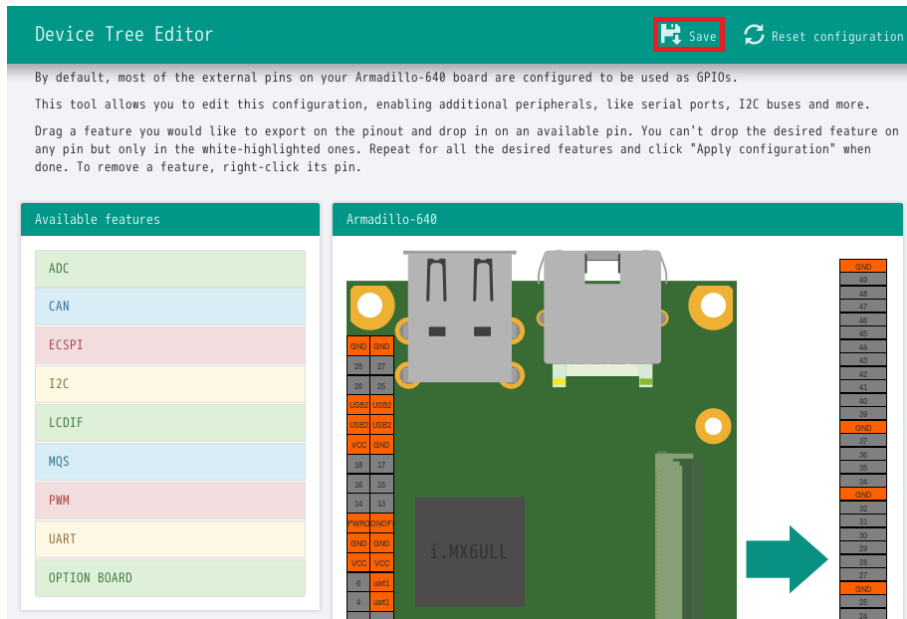 Device Tree Editor
Save
Reset configuration
By default, most of the external pins on your Armadillo-640 board are configured to be used as GPIOs.
This tool allows you to edit this configuration, enabling additional peripherals, like serial ports, I2C buses and more.
Drag a feature you would like to export on the pinout and drop in on an available pin. You can't drop the desired feature on
any pin but only in the white-highlighted ones. Repeat for all the desired features and click "Apply configuration" when
done. To remove a feature, right-click its pin.
Available features
ADC
CAN
ECSPI
I2C
LCDIF
MQS
PWM
UART
OPTION BOARD
Armadillo-640
GND GND
28 27
26 25
USB2 USB2
USB2 USB2
VCC GND
18 17
16 15
14 13
GND GND
VCC VCC
6 uart1
4 uart1
i.MX6ULL
GND
49
48
47
46
45
44
43
42
41
40
39
GND
37
36
35
34
GND
32
31
30
29
28
27
GND
25
24